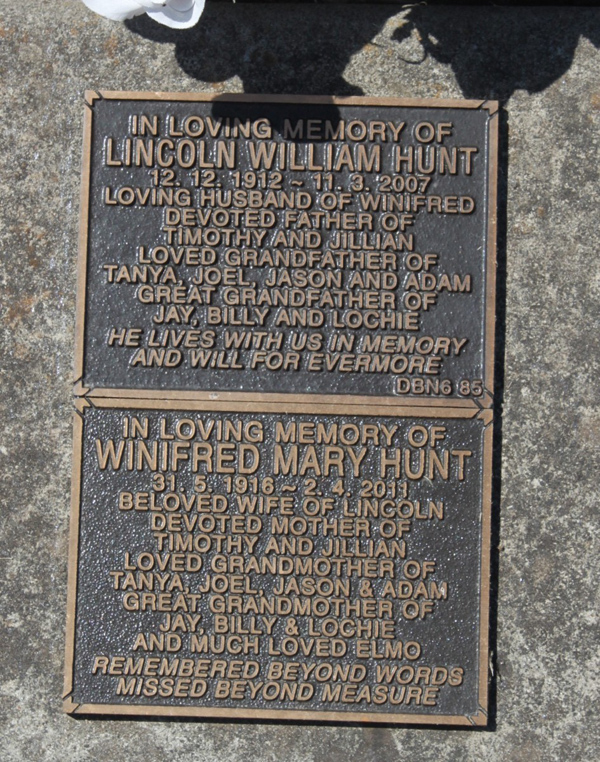 IN LOVING MEMORY OF
LINCOLN WILLIAM HUNT
12. 12. 1912 ~ 11. 3. 2007
LOVING HUSBAND OF WINIFRED
DEVOTED FATHER OF
TIMOTHY AND JILLIAN
LOVED GRANDFATHER OF
TANYA, JOEL, JASON AND ADAM
GREAT GRANDFATHER OF
JAY, BILLY AND LOCHIE
HE LIVES WITH US IN MEMORY
AND WILL FOR EVERMORE
DBN6 85
IN LOVING MEMORY OF
WINIFRED MARY HUNT
31. 5. 1916 ~ 2. 4. 2011
BELOVED WIFE OF LINCOLN
DEVOTED MOTHER OF
TIMOTHY AND JILLIAN
LOVED GRANDMOTHER OF
TANYA, JOEL, JASON & ADAM
GREAT GRANDMOTHER OF
JAY, BILLY & LOCHIE
AND MUCH LOVED ELMO
REMEMBERED BEYOND WORDS
MISSED BEYOND MEASURE